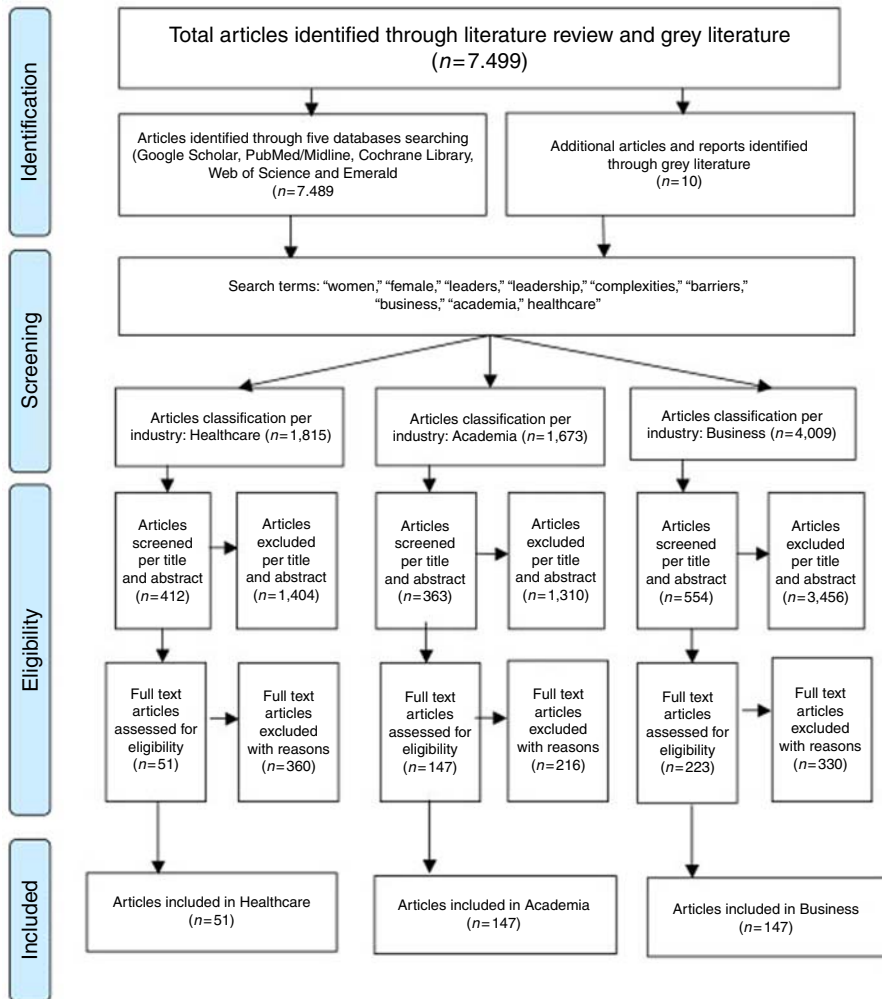 Identification
Total articles identified through literature review and grey literature
(n=7.499)
Articles identified through five databases searching
(Google Scholar, PubMed/Midline, Cochrane Library,
Web of Science and Emerald
(n=7.489
Additional articles and reports identified
through grey literature
(n=10)
Screening
Search terms: “women,” “female,” “leaders,” “leadership,” “complexities,” “barriers,”
“business,” “academia,” healthcare”
Articles classification per
industry: Healthcare (n=1,815)
Articles classification per
industry: Academia (n=1,673)
Articles classification per
industry: Business (n=4,009)
Eligibility
Articles
screened
per title
and abstract
(n=412)
Articles
excluded
per title
and abstract
(n=1,404)
Articles
screened
per title
and abstract
(n=363)
Articles
excluded
per title
and abstract
(n=1,310)
Articles
screened
per title
and abstract
(n=554)
Articles
excluded
per title
and abstract
(n=3,456)
Full text
articles
assessed for
eligibility
(n=51)
Full text
articles
excluded
with reasons
(n=360)
Full text
articles
assessed for
eligibility
(n=147)
Full text
articles
excluded
with reasons
(n=216)
Full text
articles
assessed for
eligibility
(n=223)
Full text
articles
excluded
with reasons
(n=330)
Included
Articles included in Healthcare
(n=51)
Articles included in Academia
(n=147)
Articles included in Business
(n=147)